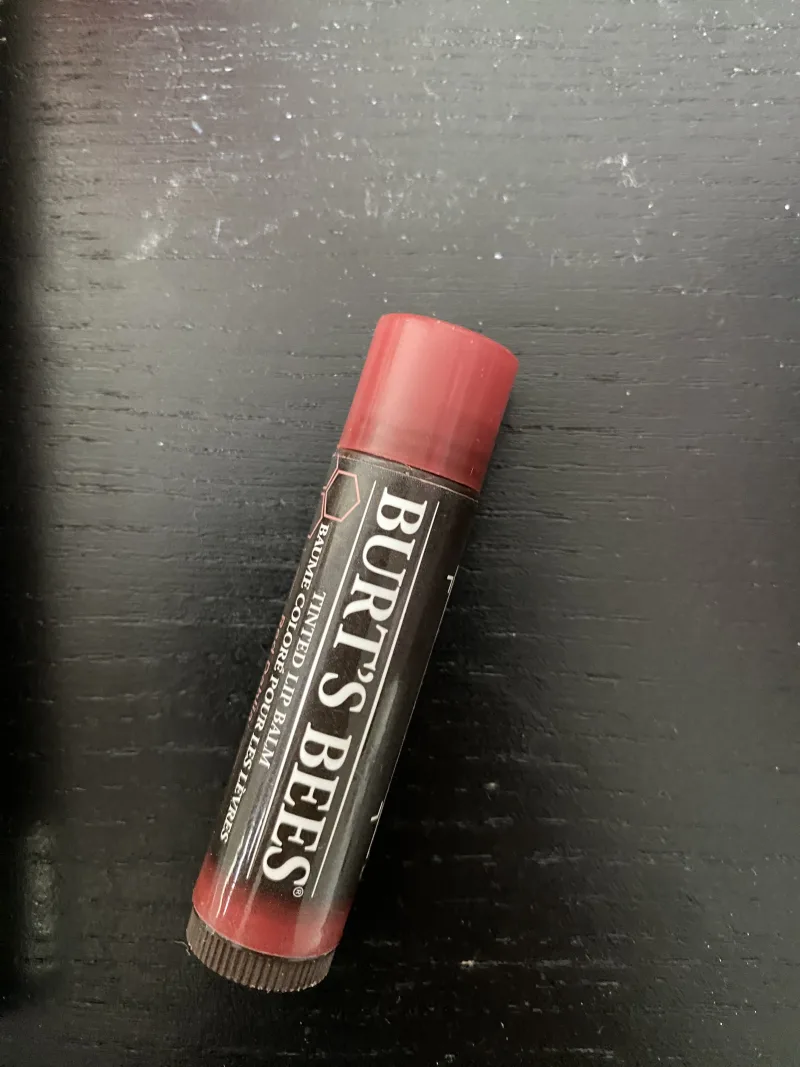 BURT'S BEES®
TINTED LIP BALM
BAUME COLORÉ POUR LES LÈVRES